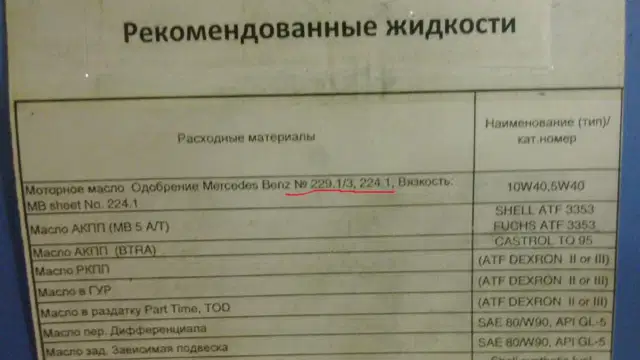 Рекомендованные жидкости
Расходные материалы
Наименование (тип)/
кат.номер
Моторное масло Одобрение Mercedes Benz № 229.1/3, 224.1, Вязкость:
MB sheet No. 224.1
10W40,5W40
Масло АКПП (MB 5 A/T)
SHELL ATF 3353
FUCHS ATF 3353
Масло АКПП (BTRA)
CASTROL TQ 95
Масло РКПП
(ATF DEXRON II or III)
Масло в ГУР
(ATF DEXRON II or III)
Масло в раздатку Part Time, TOD
(ATF DEXRON II or III)
Масло пер. Дифференциала
SAE 80/W90, API GL-5
Масло зад. Зависимая подвеска
SAE 80/W90, API GL-5